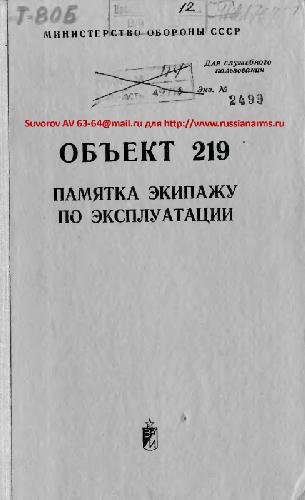 Т-80Б
12
МИНИСТЕРСТВО ОБОРОНЫ СССР
Для служебного
пользования
Экз. № 2499
Suvorov AV 63-64@mail.ru для http://www.russianarms.ru
ОБЪЕКТ 219
ПАМЯТКА ЭКИПАЖУ
ПО ЭКСПЛУАТАЦИИ